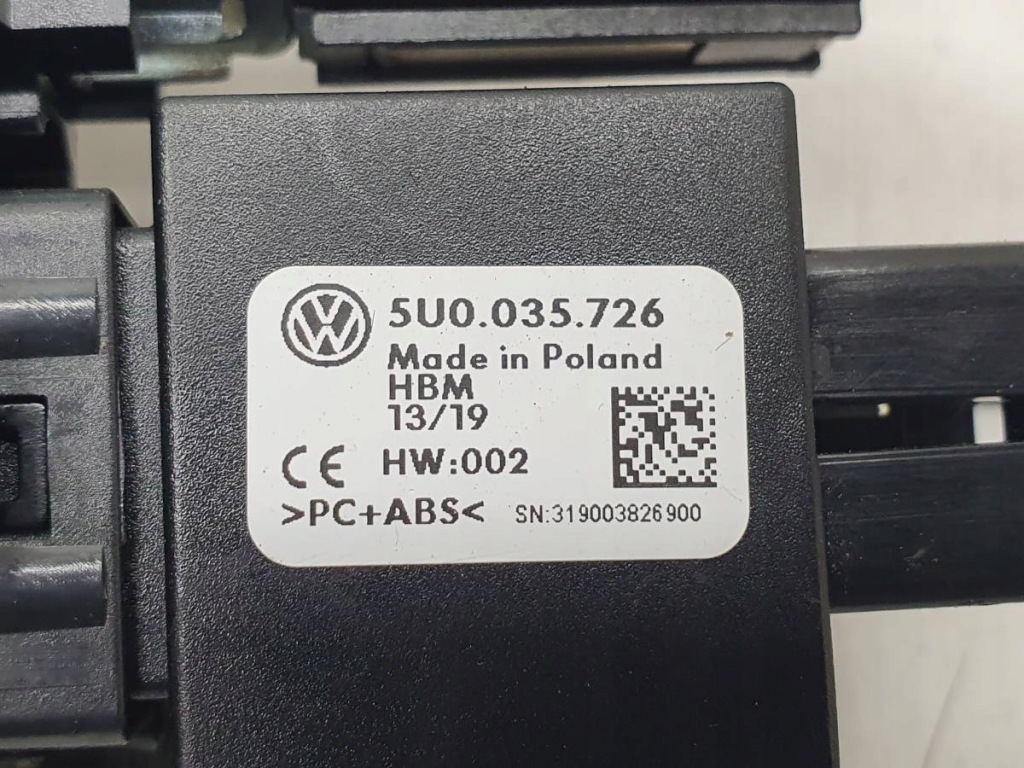 5U0.035.726
Made in Poland
HBM
13/19
CE HW:002
>PC+ABS< SN:319003826900